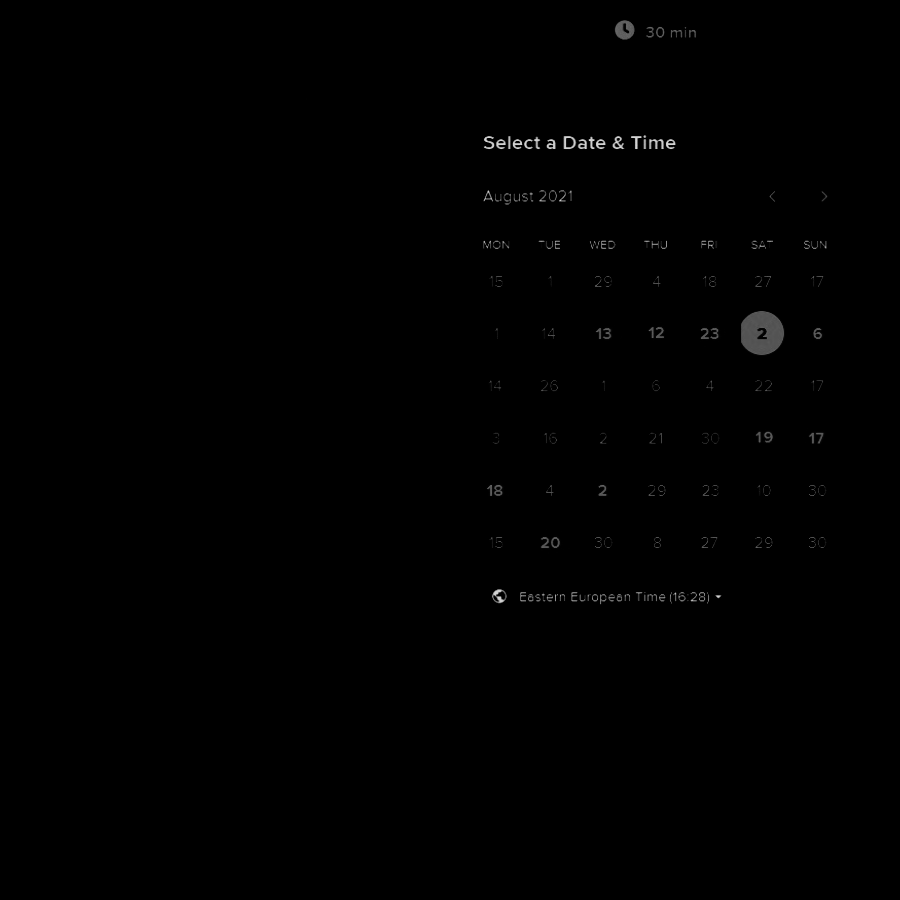 30 min
Select a Date & Time
August 2021
MON TUE WED THU FRI SAT SUN
15 1 29 4 18 27 17
1 14 13 12 23 2 6
14 26 1 6 4 22 17
3 16 2 21 30 19 17
18 4 2 29 23 10 30
15 20 30 8 27 29 30
Eastern European Time (16:28)